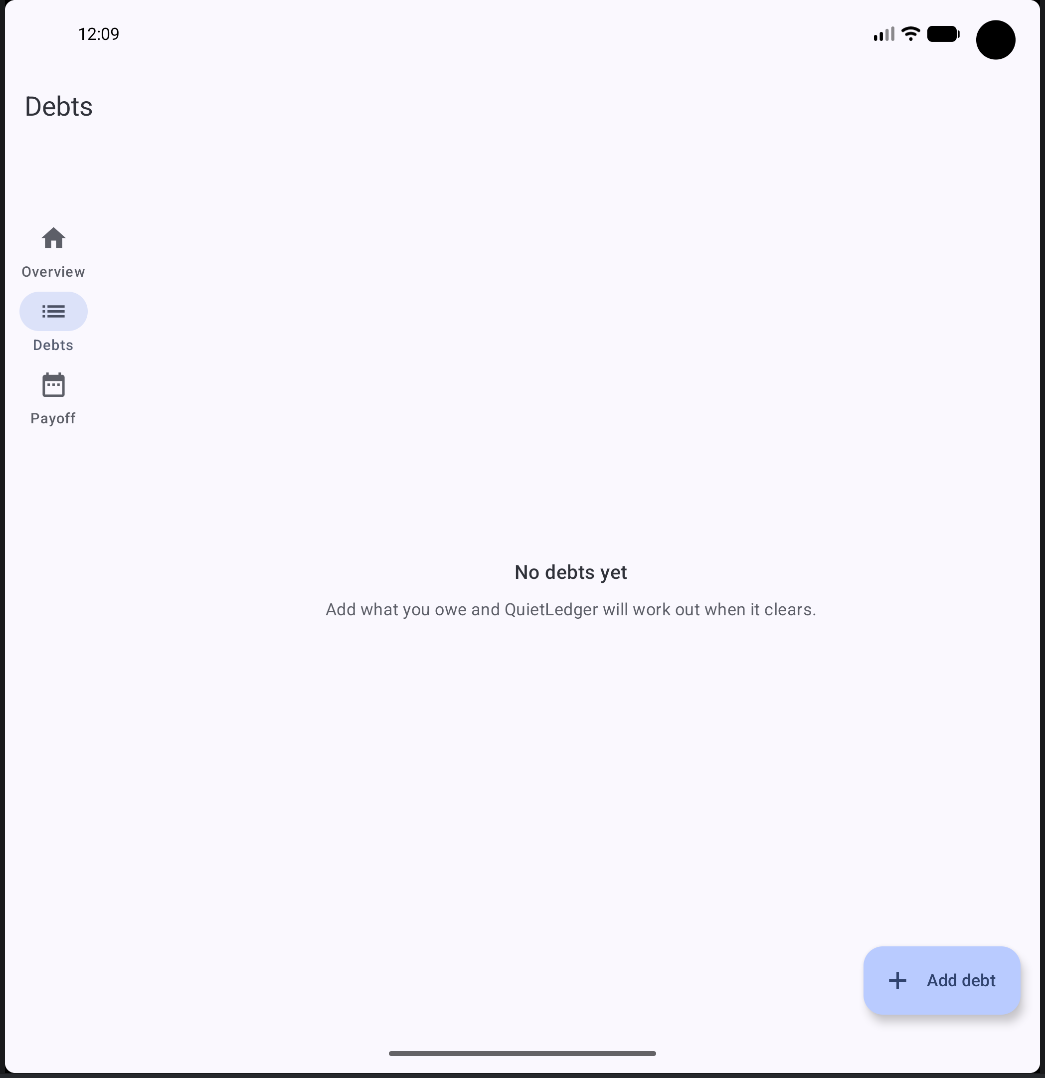 12:09
Debts
Overview
Debts
Payoff
No debts yet
Add what you owe and QuietLedger will work out when it clears.
Add debt